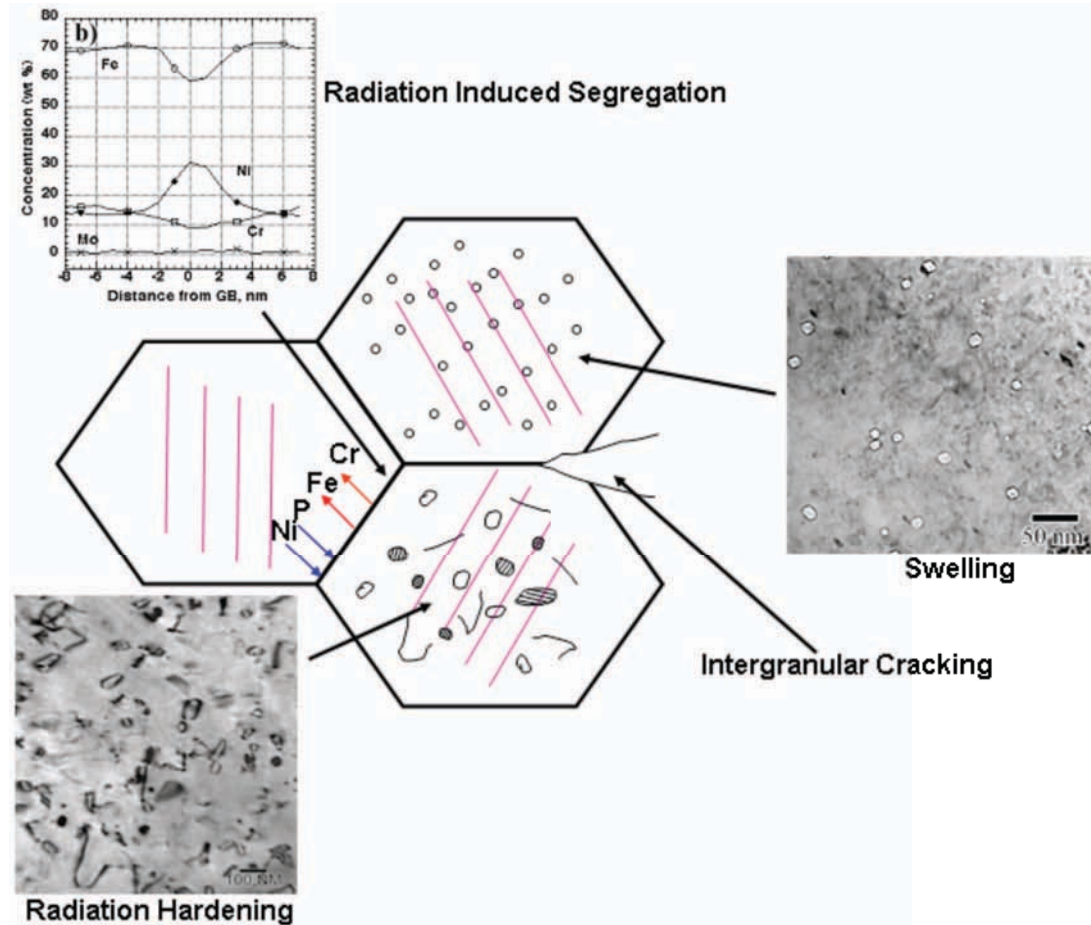 80
b)
70
Fe
60
50
40
30
Ni
20
10
Cr
Mo
0
-8 -6 -4 -2 0 2 4 6 8
Concentration (wt %)
Distance from GB, nm
Radiation Induced Segregation
Cr
Fe
P
Ni
50 nm
Swelling
Intergranular Cracking
100 NM
Radiation Hardening